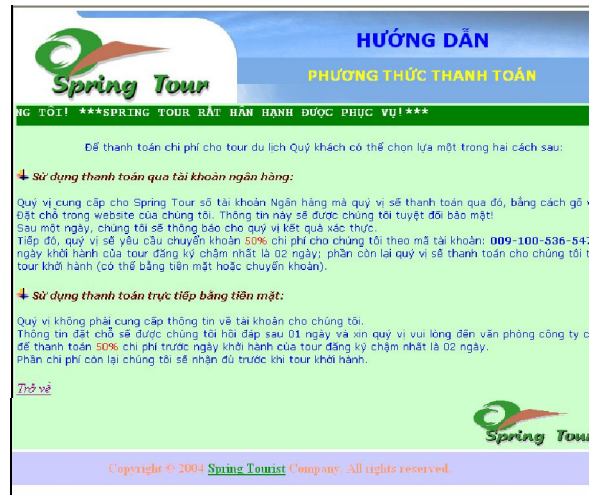 Spring Tour
HƯỚNG DẪN
PHƯƠNG THỨC THANH TOÁN
NG TÔI! ***SPRING TOUR RẤT HÂN HẠNH ĐƯỢC PHỤC VỤ!***
Để thanh toán chi phí cho tour du lịch Quý khách có thể chọn lựa một trong hai cách sau:
Sử dụng thanh toán qua tài khoản ngân hàng:
Quý vị cung cấp cho Spring Tour số tài khoản Ngân hàng mà quý vị sẽ thanh toán qua đó, bằng cách gõ
Đặt chỗ trong website của chúng tôi. Thông tin này sẽ được chúng tôi tuyệt đối bảo mật!
Sau một ngày, chúng tôi sẽ thông báo cho quý vị kết quả xác thực.
Tiếp đó, quý vị sẽ yêu cầu chuyển khoản 50% chi phí cho chúng tôi theo mã tài khoản: 009-100-536-547
ngày khởi hành của tour đăng ký chậm nhất là 02 ngày; phần còn lại quý vị sẽ thanh toán cho chúng tôi t
tour khởi hành (có thể bằng tiền mặt hoặc chuyển khoản).
Sử dụng thanh toán trực tiếp bằng tiền mặt:
Quý vị không phải cung cấp thông tin về tài khoản cho chúng tôi.
Thông tin đặt chỗ sẽ được chúng tôi hồi đáp sau 01 ngày và xin quý vị vui lòng đến văn phòng công ty c
để thanh toán 50% chi phí trước ngày khởi hành của tour đăng ký chậm nhất là 02 ngày.
Phần chi phí còn lại chúng tôi sẽ nhận đủ trước khi tour khởi hành.
Trở về
Spring Tour
Copyright © 2004 Spring Tourist Company. All rights reserved.